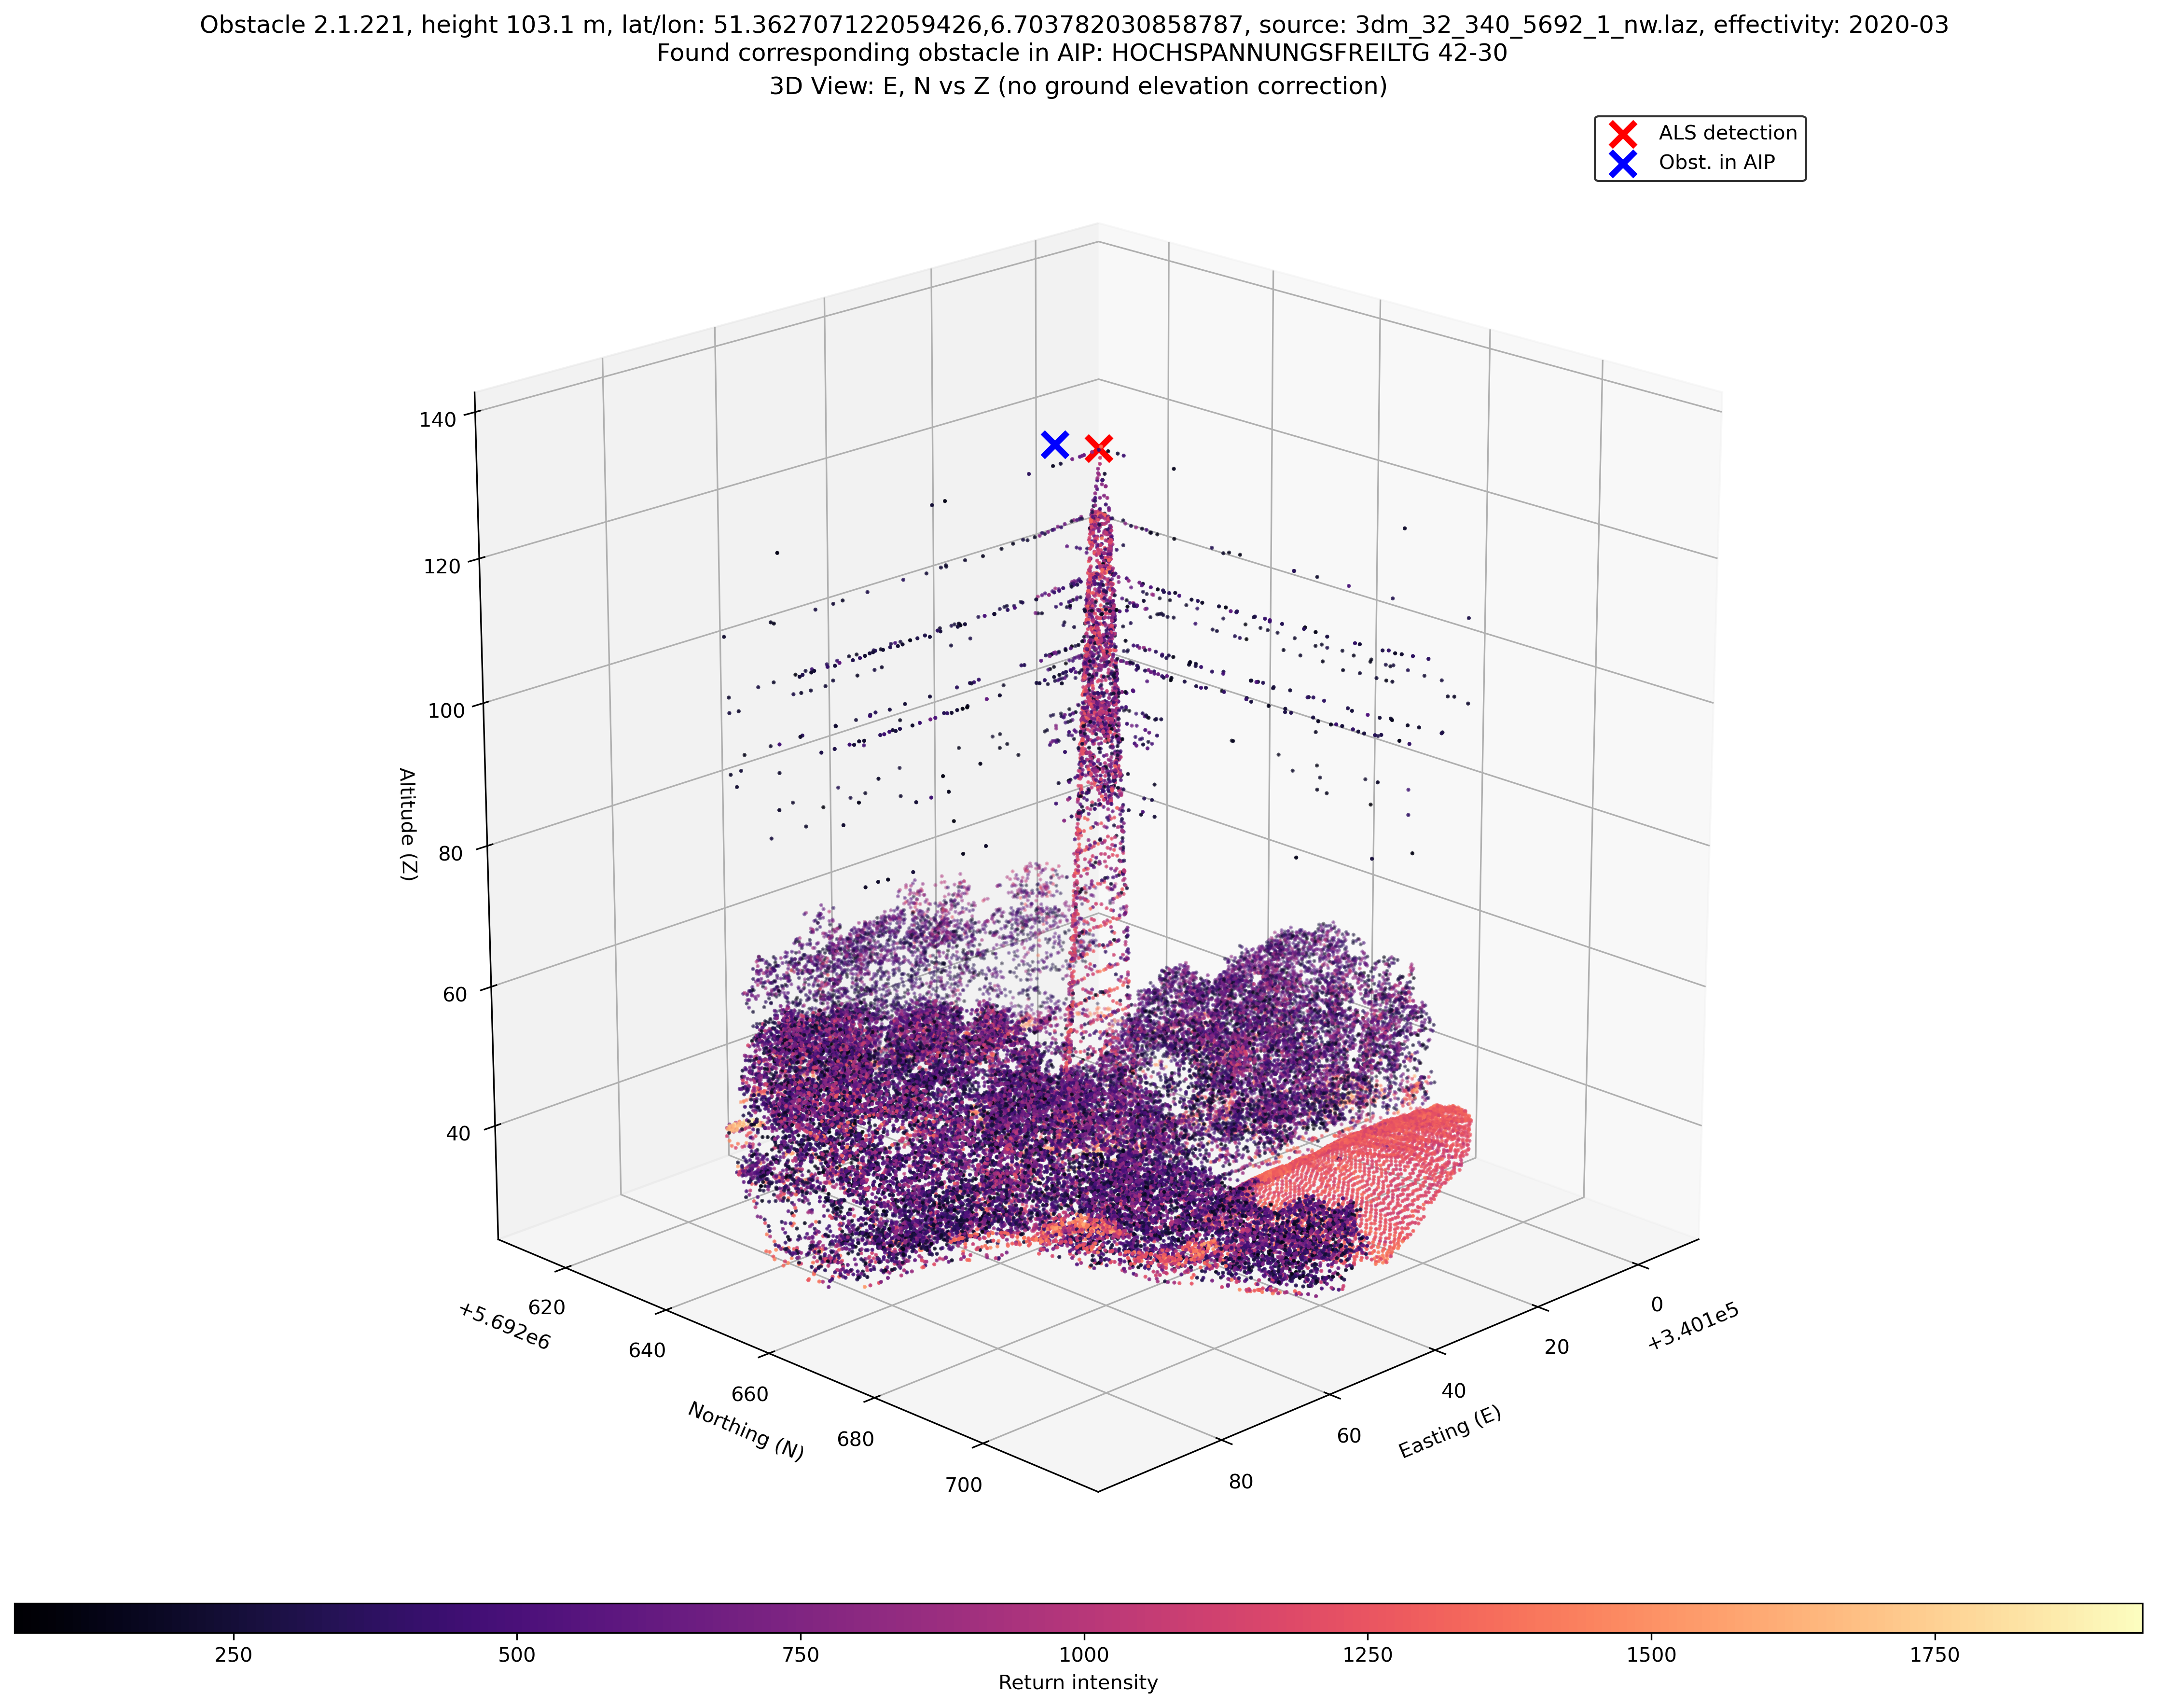 Obstacle 2.1.221, height 103.1 m, lat/lon: 51.362707122059426,6.703782030858787, source: 3dm_32_340_5692_1_nw.laz, effectivity: 2020-03
Found corresponding obstacle in AIP: HOCHSPANNUNGSFREILTG 42-30
3D View: E, N vs Z (no ground elevation correction)
ALS detection
Obst. in AIP
140
120
100
80
60
40
Altitude (Z)
620
640
660
680
700
+5.692e6
Northing (N)
0
20
40
60
80
+3.401e5
Easting (E)
250
500
750
1000
1250
1500
1750
Return intensity